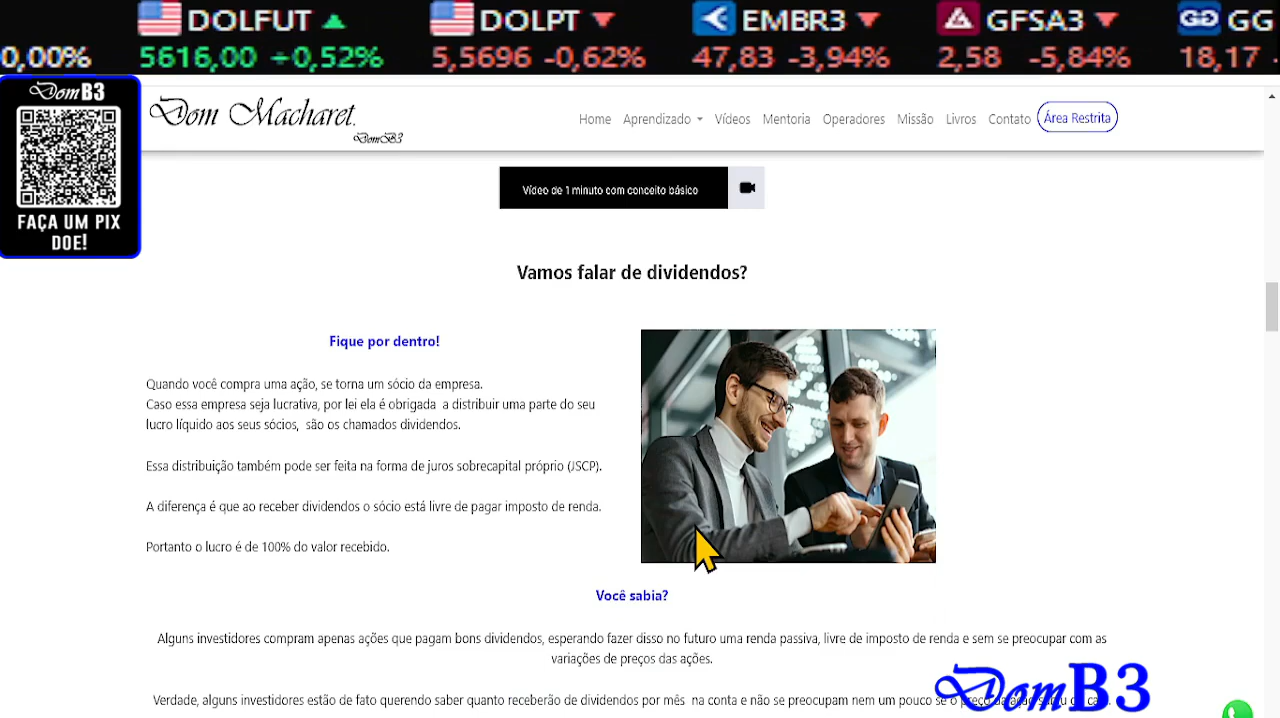 DOLFUT DOLPT EMBR3 GFSA3 GG
0,00% 5616,00 +0,52% 5,5696 -0,62% 47,83 -3,94% 2,58 -5,84% 18,17
DomB3
FAÇA UM PIX
DOE!
Dom Macharet.
DomB3
Home Aprendizado Vídeos Mentoria Operadores Missão Livros Contato Área Restrita
Vídeo de 1 minuto com conceito básico
Vamos falar de dividendos?
Fique por dentro!
Quando você compra uma ação, se torna um sócio da empresa.
Caso essa empresa seja lucrativa, por lei ela é obrigada a distribuir uma parte do seu
lucro líquido aos seus sócios, são os chamados dividendos.
Essa distribuição também pode ser feita na forma de juros sobrecapital próprio (JSCP).
A diferença é que ao receber dividendos o sócio está livre de pagar imposto de renda.
Portanto o lucro é de 100% do valor recebido.
Você sabia?
Alguns investidores compram apenas ações que pagam bons dividendos, esperando fazer disso no futuro uma renda passiva, livre de imposto de renda e sem se preocupar com as
variações de preços das ações.
Verdade, alguns investidores estão de fato querendo saber quanto receberão de dividendos por mês na conta e não se preocupam nem um pouco se o
DomB3